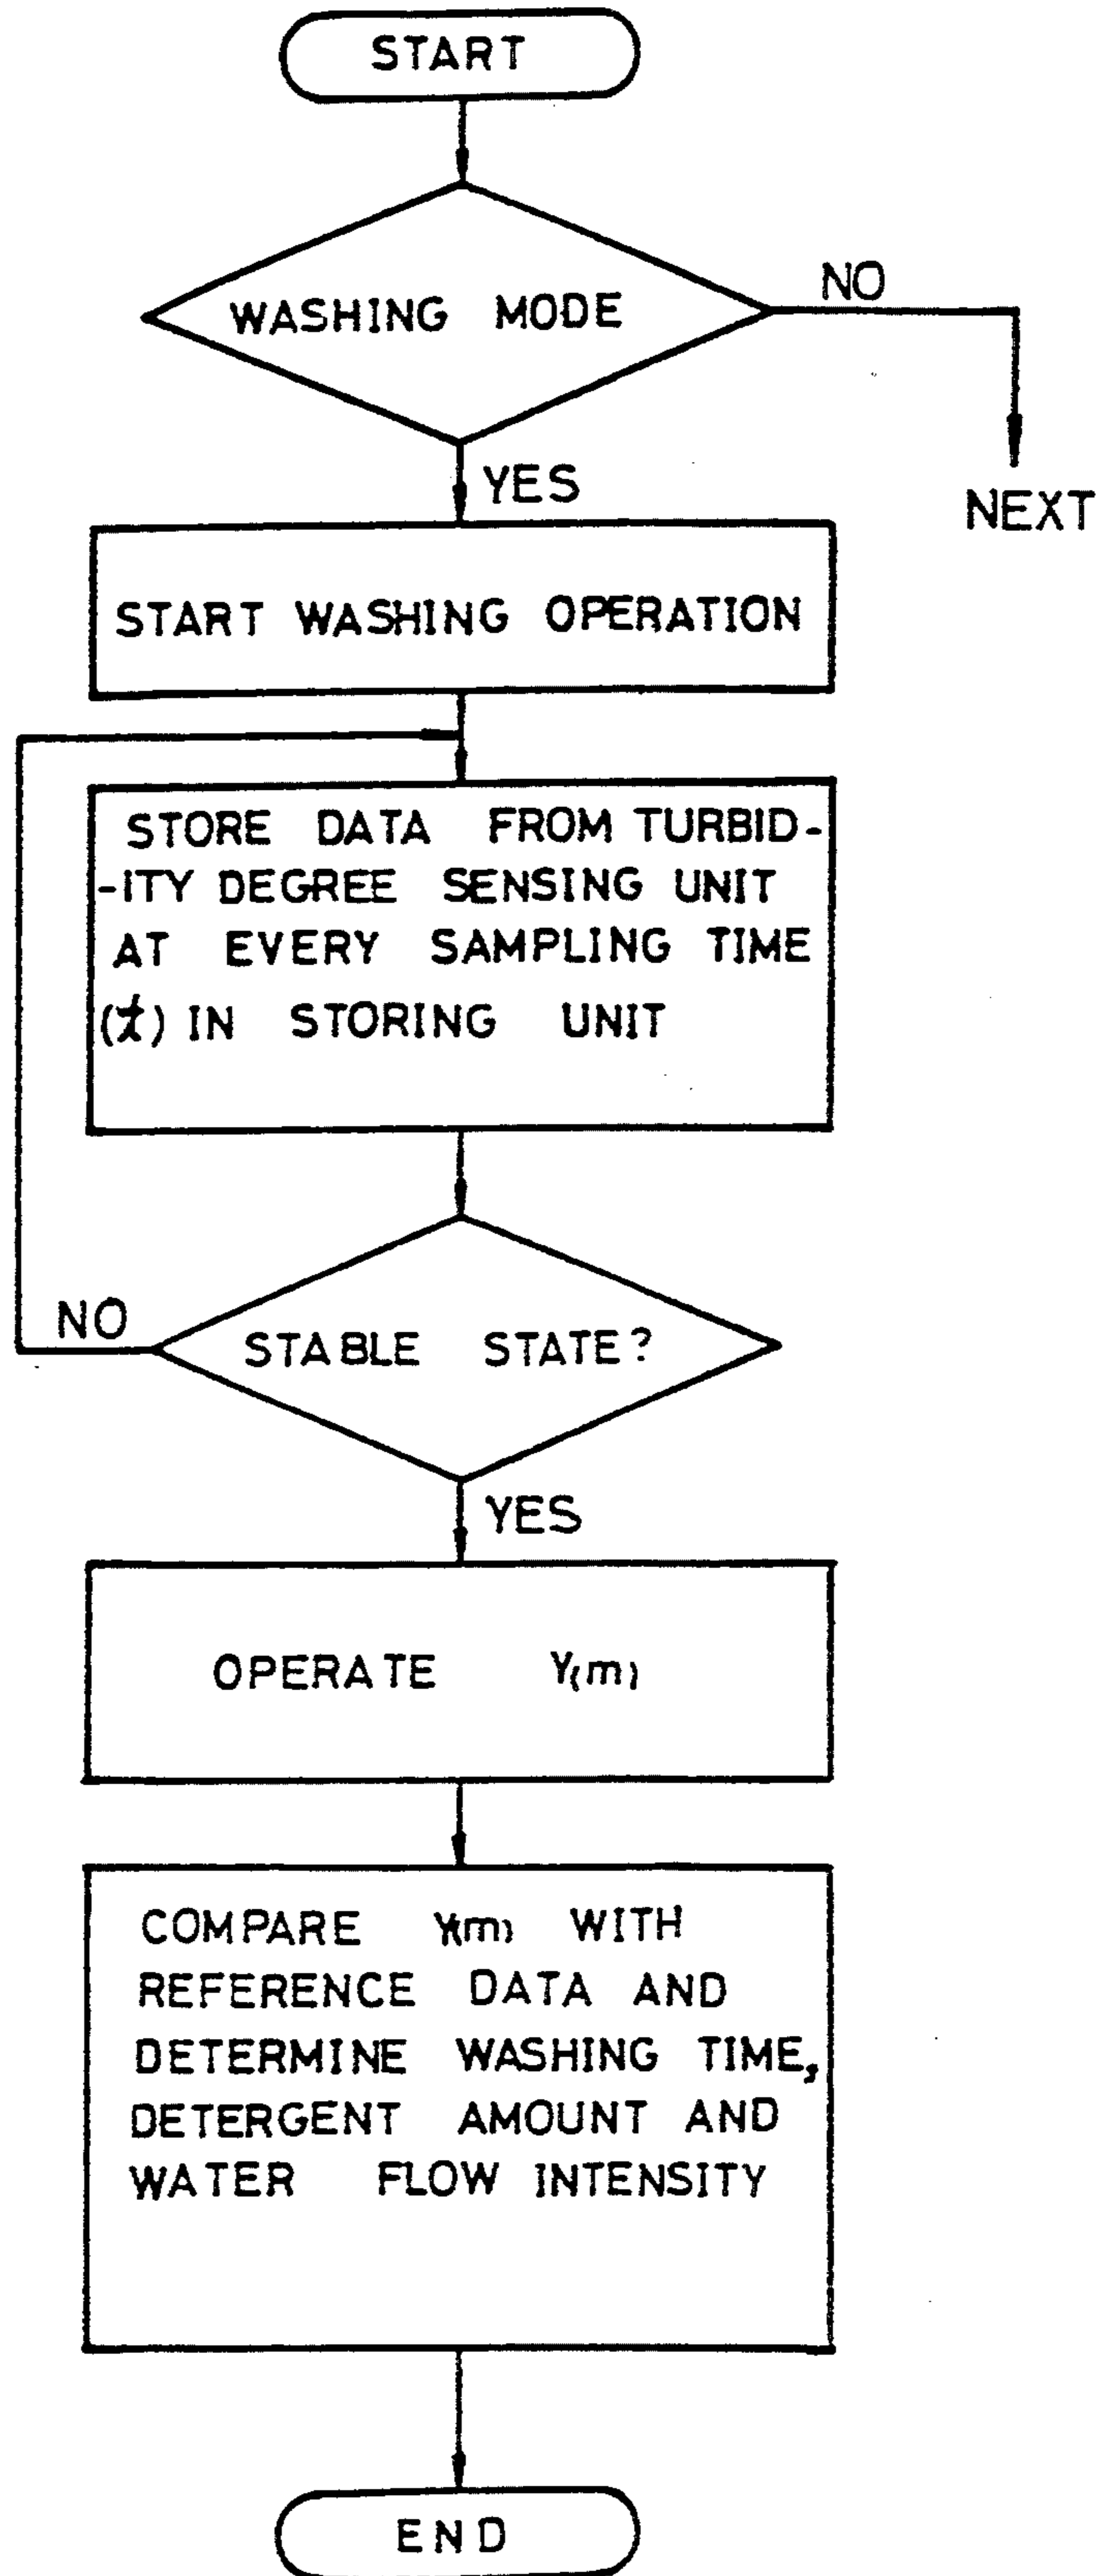 START
WASHING MODE
NO
NEXT
YES
START WASHING OPERATION
STORE DATA FROM TURBID-
-ITY DEGREE SENSING UNIT
AT EVERY SAMPLING TIME
(t) IN STORING UNIT
NO
STABLE STATE?
YES
OPERATE Y(m)
COMPARE Y(m) WITH
REFERENCE DATA AND
DETERMINE WASHING TIME,
DETERGENT AMOUNT AND
WATER FLOW INTENSITY
END